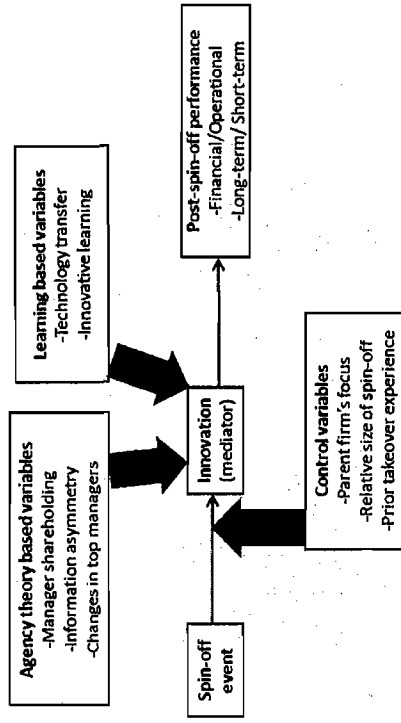 Agency theory based variables
-Manager shareholding
-Information asymmetry
-Changes in top managers
Learning based variables
-Technology transfer
-Innovative learning
Spin-off
event
Innovation
(mediator)
Post-spin-off performance
-Financial/Operational
-Long-term/ Short-term
Control variables
-Parent firm's focus
-Relative size of spin-off
-Prior takeover experience